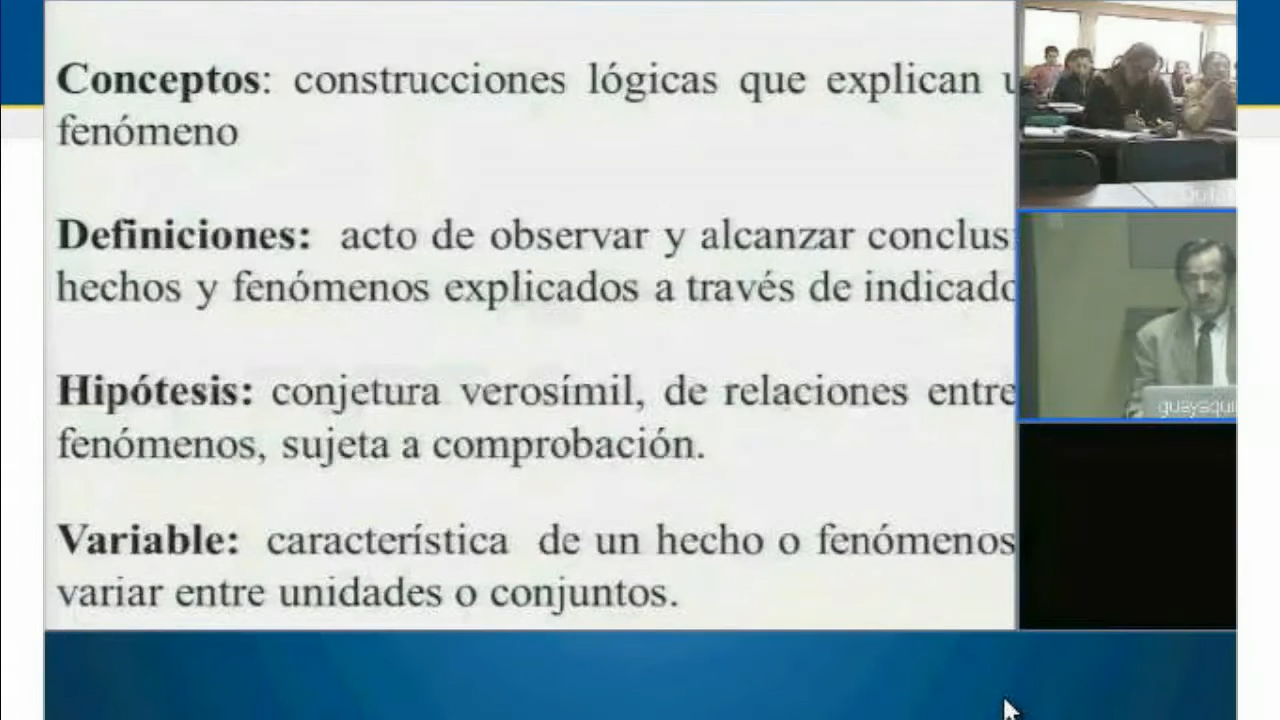 Conceptos: construcciones lógicas que explican
fenómeno
Definiciones: acto de observar y alcanzar
hechos y fenómenos explicados a través de
Hipótesis: conjetura verosímil, de relaciones entre
fenómenos, sujeta a comprobación.
Variable: característica de un hecho o fenómenos
variar entre unidades o conjuntos.